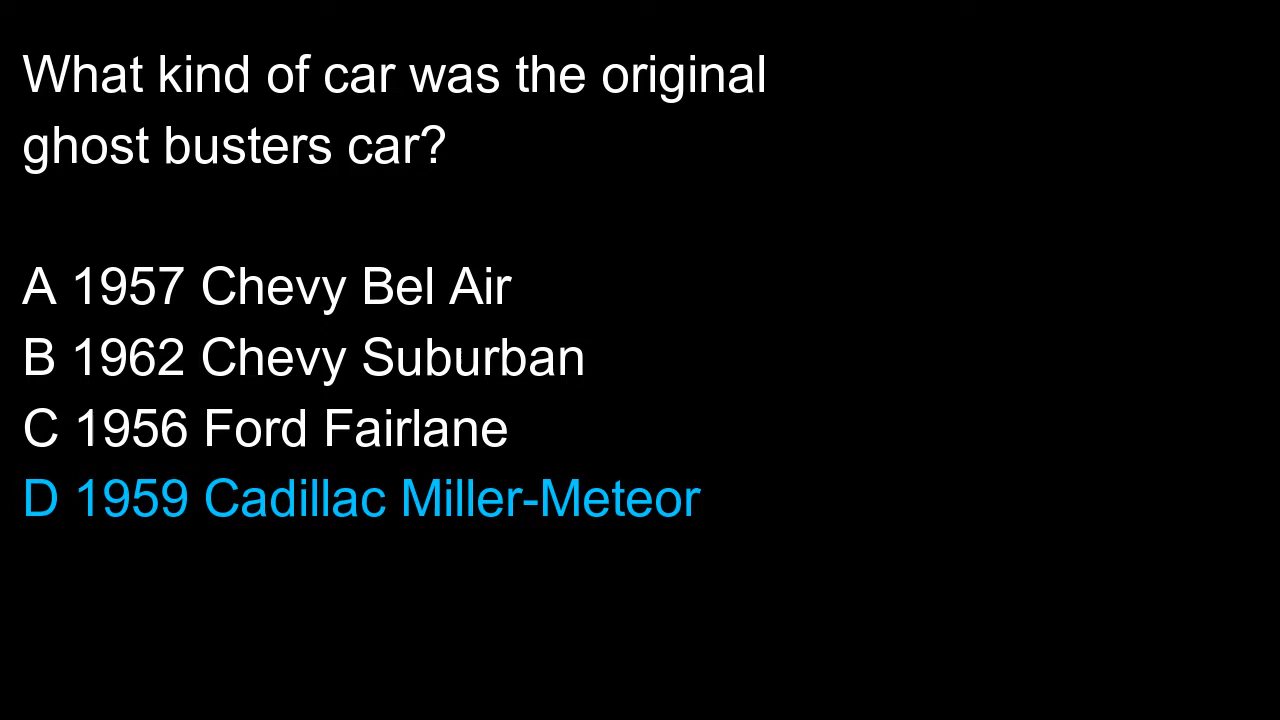 What kind of car was the original
ghost busters car?
A 1957 Chevy Bel Air
B 1962 Chevy Suburban
C 1956 Ford Fairlane
D 1959 Cadillac Miller-Meteor